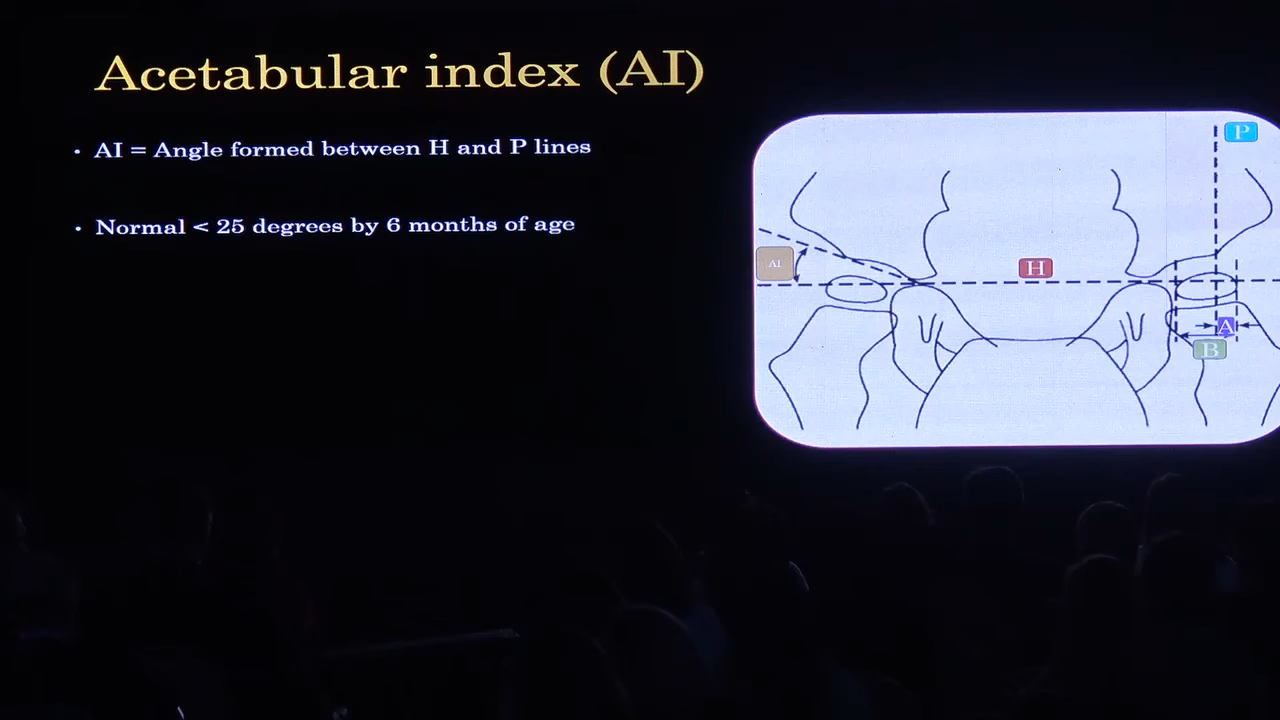 Acetabular index (AI)
• AI = Angle formed between H and P lines
• Normal < 25 degrees by 6 months of age
P
AI
H
A
B